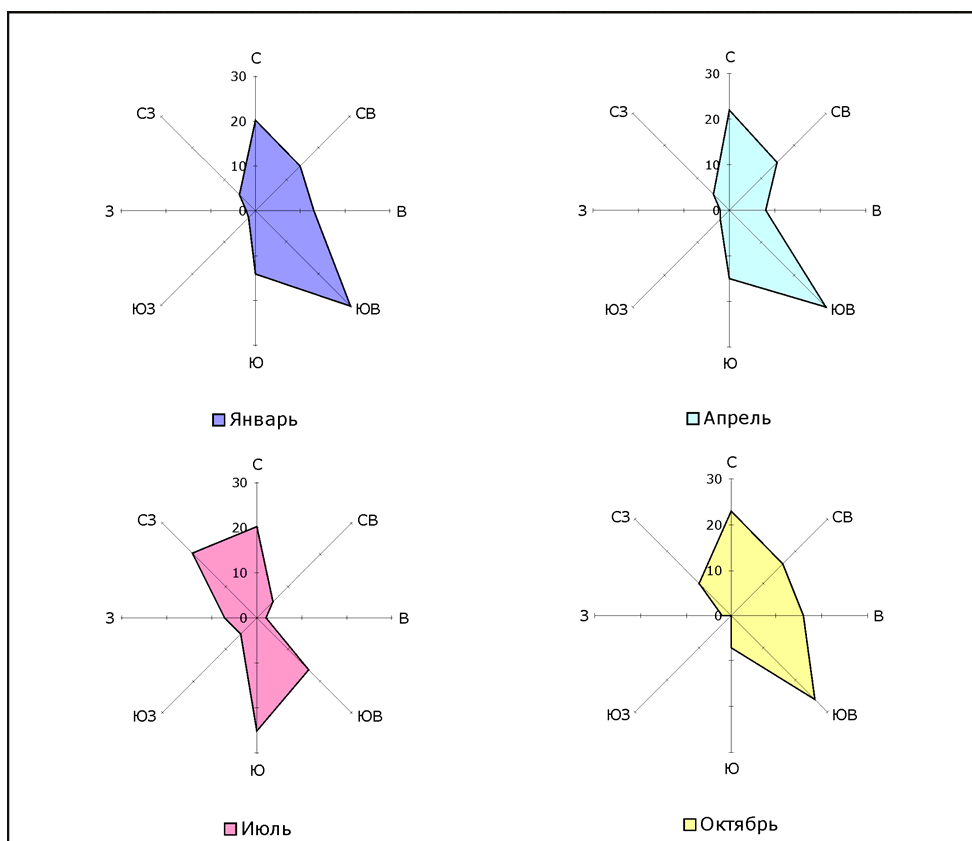 С
30
СЗ
СВ
20
10
З
0
В
ЮЗ
ЮВ
Ю
Январь
С
30
СЗ
СВ
20
10
З
0
В
ЮЗ
ЮВ
Ю
Апрель
С
30
СЗ
СВ
20
10
З
0
В
ЮЗ
ЮВ
Ю
Июль
С
30
СЗ
СВ
20
10
З
0
В
ЮЗ
ЮВ
Ю
Октябрь